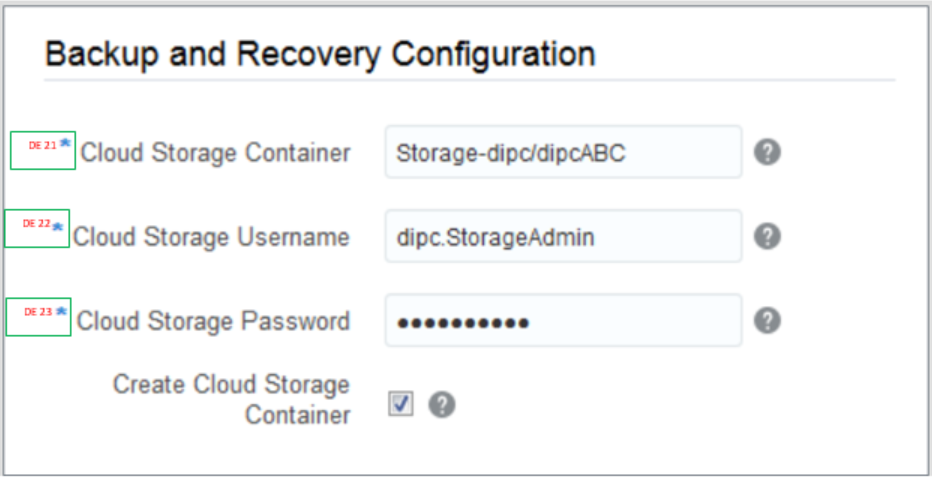 Backup and Recovery Configuration
DE 21 * Cloud Storage Container Storage-dipc/dipcABC ?
DE 22 * Cloud Storage Username dipc.StorageAdmin ?
DE 23 * Cloud Storage Password •••••••••• ?
Create Cloud Storage
Container ?